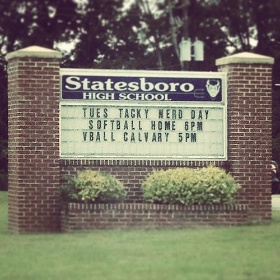 Statesboro
HIGH SCHOOL
TUES TACKY NERD DAY
SOFTBALL HOME 6PM
VBALL CALVARY 5PM